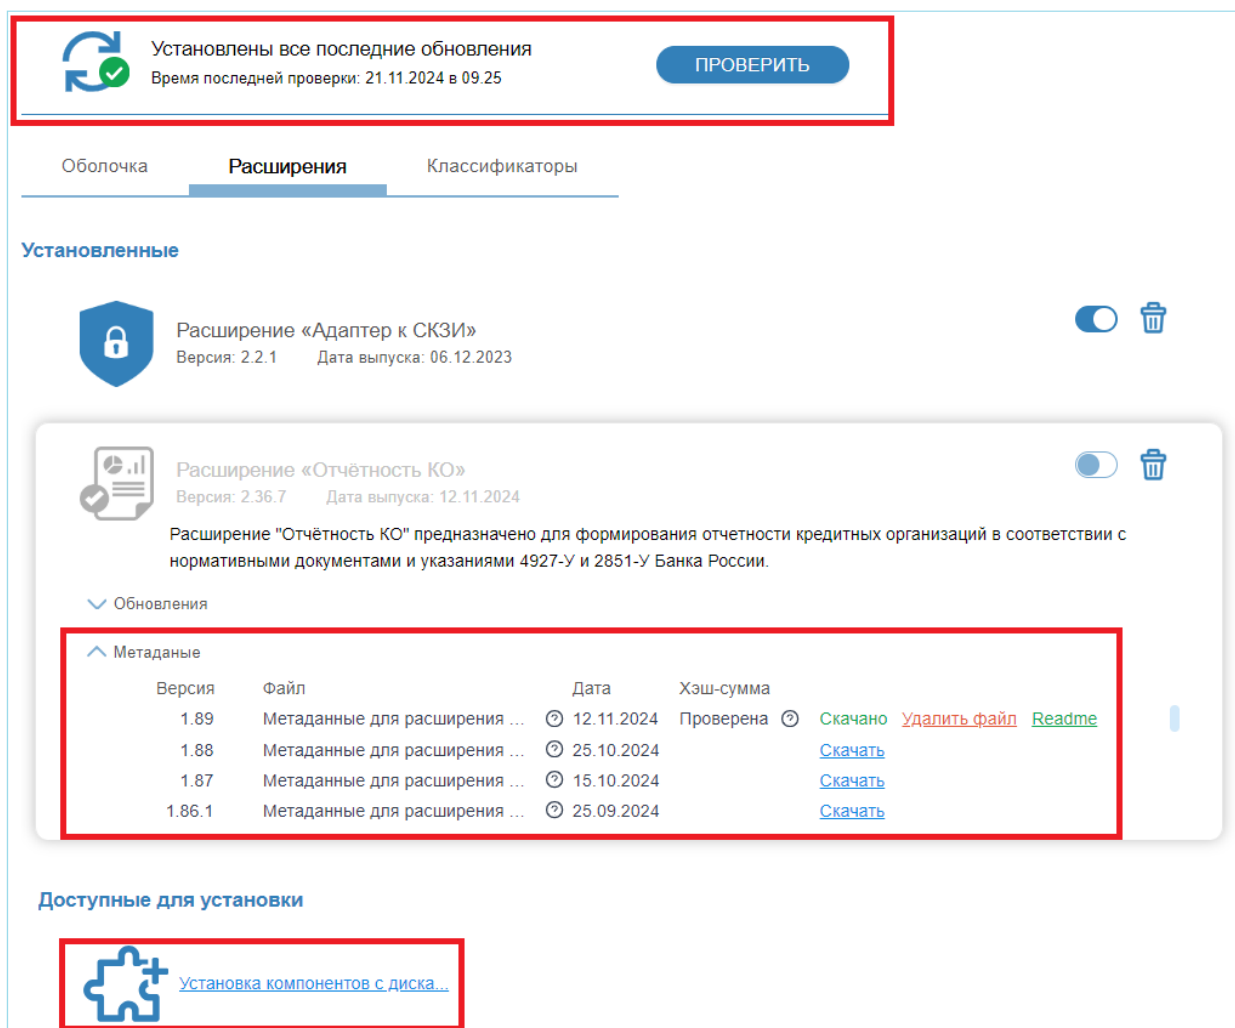 Установлены все последние обновления
Время последней проверки: 21.11.2024 в 09.25
ПРОВЕРИТЬ
Оболочка Расширения Классификаторы
Установленные
Расширение «Адаптер к СКЗИ»
Версия: 2.2.1 Дата выпуска: 06.12.2023
Расширение «Отчётность КО»
Версия: 2.36.7 Дата выпуска: 12.11.2024
Расширение "Отчётность КО" предназначено для формирования отчетности кредитных организаций в соответствии с
нормативными документами и указаниями 4927-У и 2851-У Банка России.
Обновления
Метаданые
Версия Файл Дата Хэш-сумма
1.89 Метаданные для расширения ... ? 12.11.2024 Проверена ? Скачано Удалить файл Readme
1.88 Метаданные для расширения ... ? 25.10.2024 Скачать
1.87 Метаданные для расширения ... ? 15.10.2024 Скачать
1.86.1 Метаданные для расширения ... ? 25.09.2024 Скачать
Доступные для установки
Установка компонентов с диска...